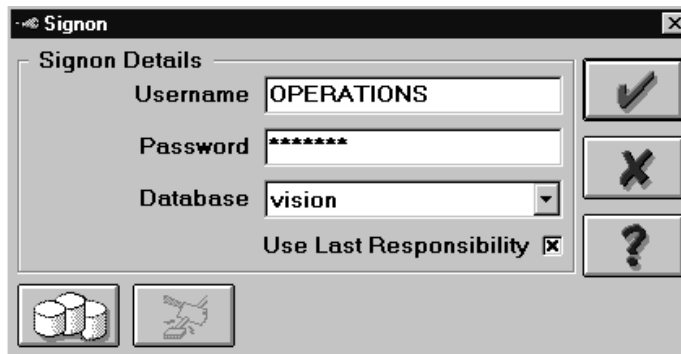 Signon
Signon Details
Username OPERATIONS
Password *******
Database vision
Use Last Responsibility